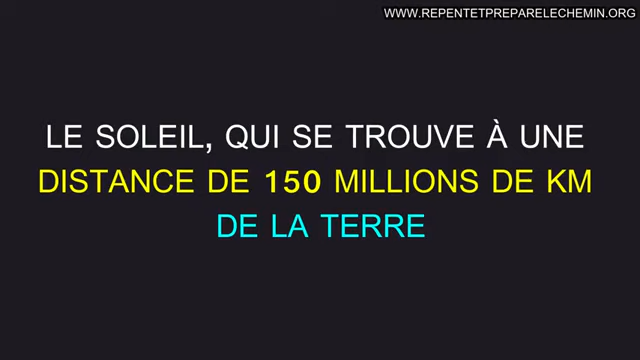 WWW.REPENTETPREPARELECHEMIN.ORG
LE SOLEIL, QUI SE TROUVE À UNE
DISTANCE DE 150 MILLIONS DE KM
DE LA TERRE